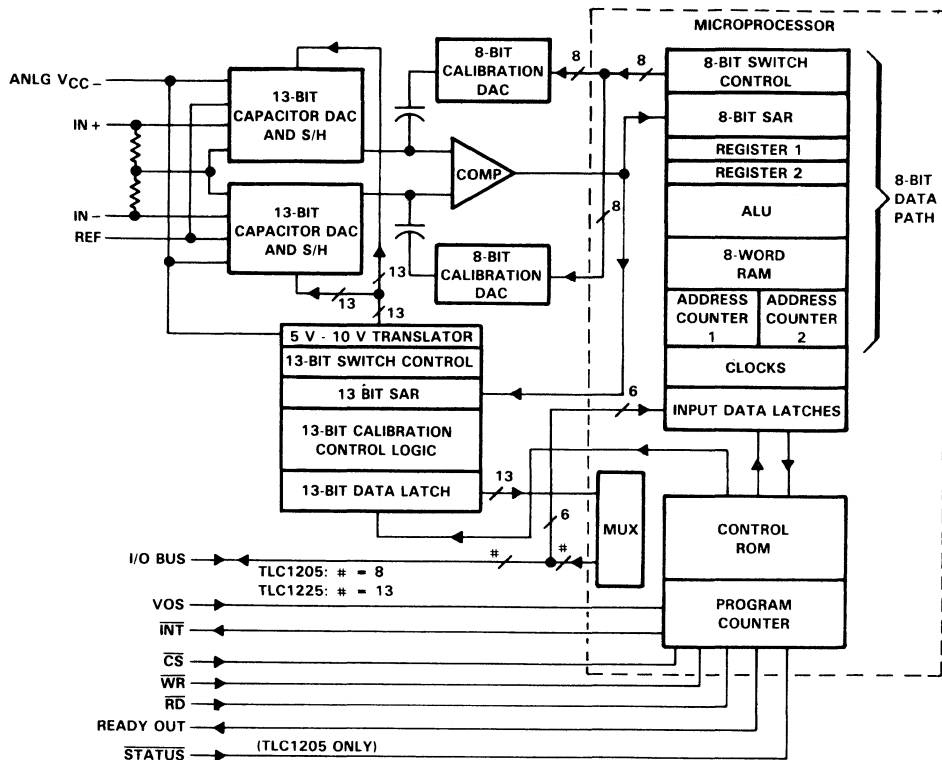 MICROPROCESSOR
ANLG VCC-
IN +
IN -
REF
13-BIT
CAPACITOR DAC
AND S/H
13-BIT
CAPACITOR DAC
AND S/H
8-BIT
CALIBRATION
DAC
8
8
COMP
8
8-BIT
CALIBRATION
DAC
13
13
13
8-BIT SWITCH
CONTROL
8-BIT SAR
REGISTER 1
REGISTER 2
ALU
8-WORD
RAM
ADDRESS
COUNTER
1
ADDRESS
COUNTER
2
CLOCKS
INPUT DATA LATCHES
8-BIT
DATA
PATH
5 V - 10 V TRANSLATOR
13-BIT SWITCH CONTROL
13 BIT SAR
13-BIT CALIBRATION
CONTROL LOGIC
13-BIT DATA LATCH
13
6
6
MUX
CONTROL
ROM
PROGRAM
COUNTER
I/O BUS
#
#
TLC1205: # = 8
TLC1225: # = 13
VOS
INT
CS
WR
RD
READY OUT
STATUS
(TLC1205 ONLY)